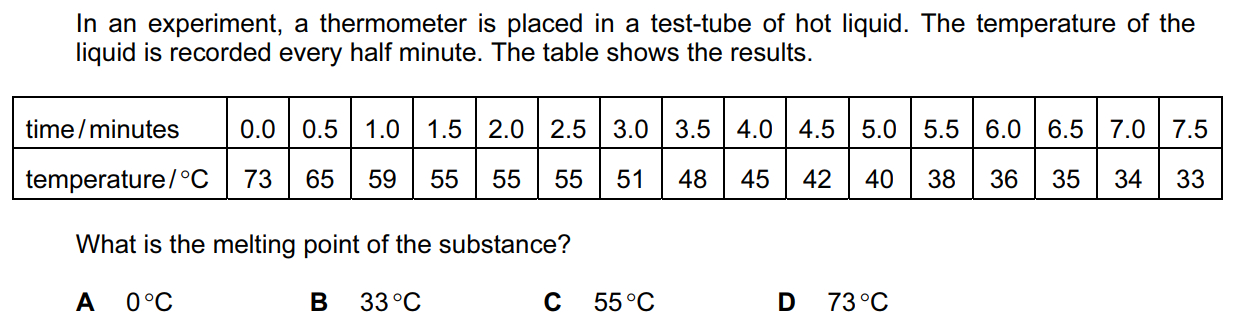 In an experiment, a thermometer is placed in a test-tube of hot liquid. The temperature of the
liquid is recorded every half minute. The table shows the results.
time / minutes 0.0 0.5 1.0 1.5 2.0 2.5 3.0 3.5 4.0 4.5 5.0 5.5 6.0 6.5 7.0 7.5
temperature / °C 73 65 59 55 55 55 51 48 45 42 40 38 36 35 34 33
What is the melting point of the substance?
A 0 °C B 33 °C C 55 °C D 73 °C